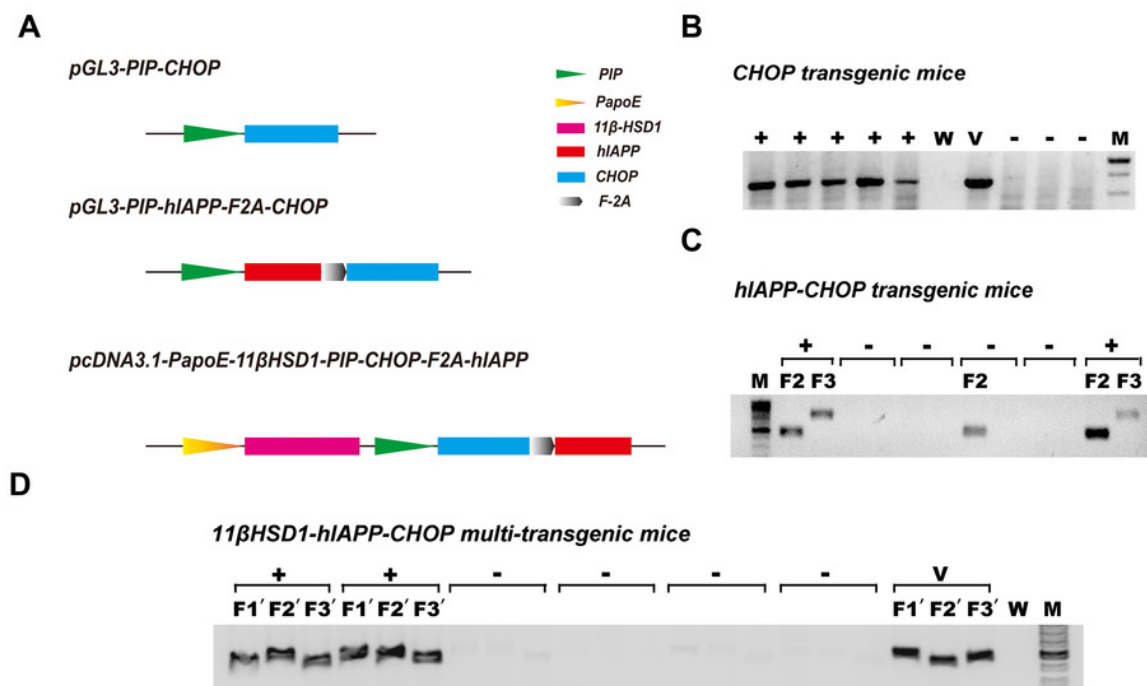 A
pGL3-PIP-CHOP
pGL3-PIP-hIAPP-F2A-CHOP
pcDNA3.1-PapoE-11βHSD1-PIP-CHOP-F2A-hIAPP
PIP
PapoE
11β-HSD1
hIAPP
CHOP
F-2A
B
CHOP transgenic mice
+ + + + + W V - - - M
C
hIAPP-CHOP transgenic mice
+ - - - - +
M F2 F3 F2 F2 F3
D
11βHSD1-hIAPP-CHOP multi-transgenic mice
+ + - - - - V
F1′ F2′ F3′ F1′ F2′ F3′ F1′ F2′ F3′ W M